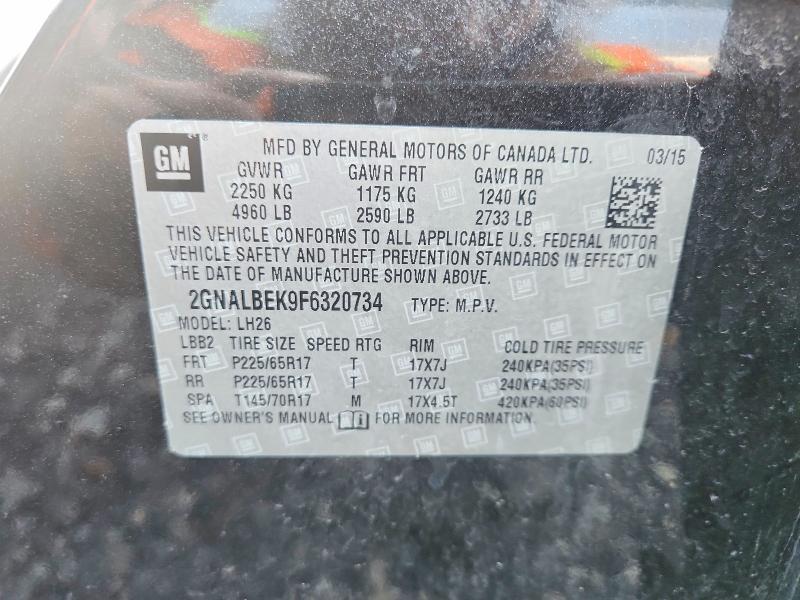 GM
MFD BY GENERAL MOTORS OF CANADA LTD. 03/15
GVWR GAWR FRT GAWR RR
2250 KG 1175 KG 1240 KG
4960 LB 2590 LB 2733 LB
THIS VEHICLE CONFORMS TO ALL APPLICABLE U.S. FEDERAL MOTOR
VEHICLE SAFETY AND THEFT PREVENTION STANDARDS IN EFFECT ON
THE DATE OF MANUFACTURE SHOWN ABOVE.
2GNALBEK9F6320734 TYPE: M.P.V.
MODEL: LH26
LBB2 TIRE SIZE SPEED RTG RIM COLD TIRE PRESSURE
FRT P225/65R17 T 17X7J 240KPA(35PSI)
RR P225/65R17 T 17X7J 240KPA(35PSI)
SPA T145/70R17 M 17X4.5T 420KPA(60PSI)
SEE OWNER'S MANUAL FOR MORE INFORMATION.